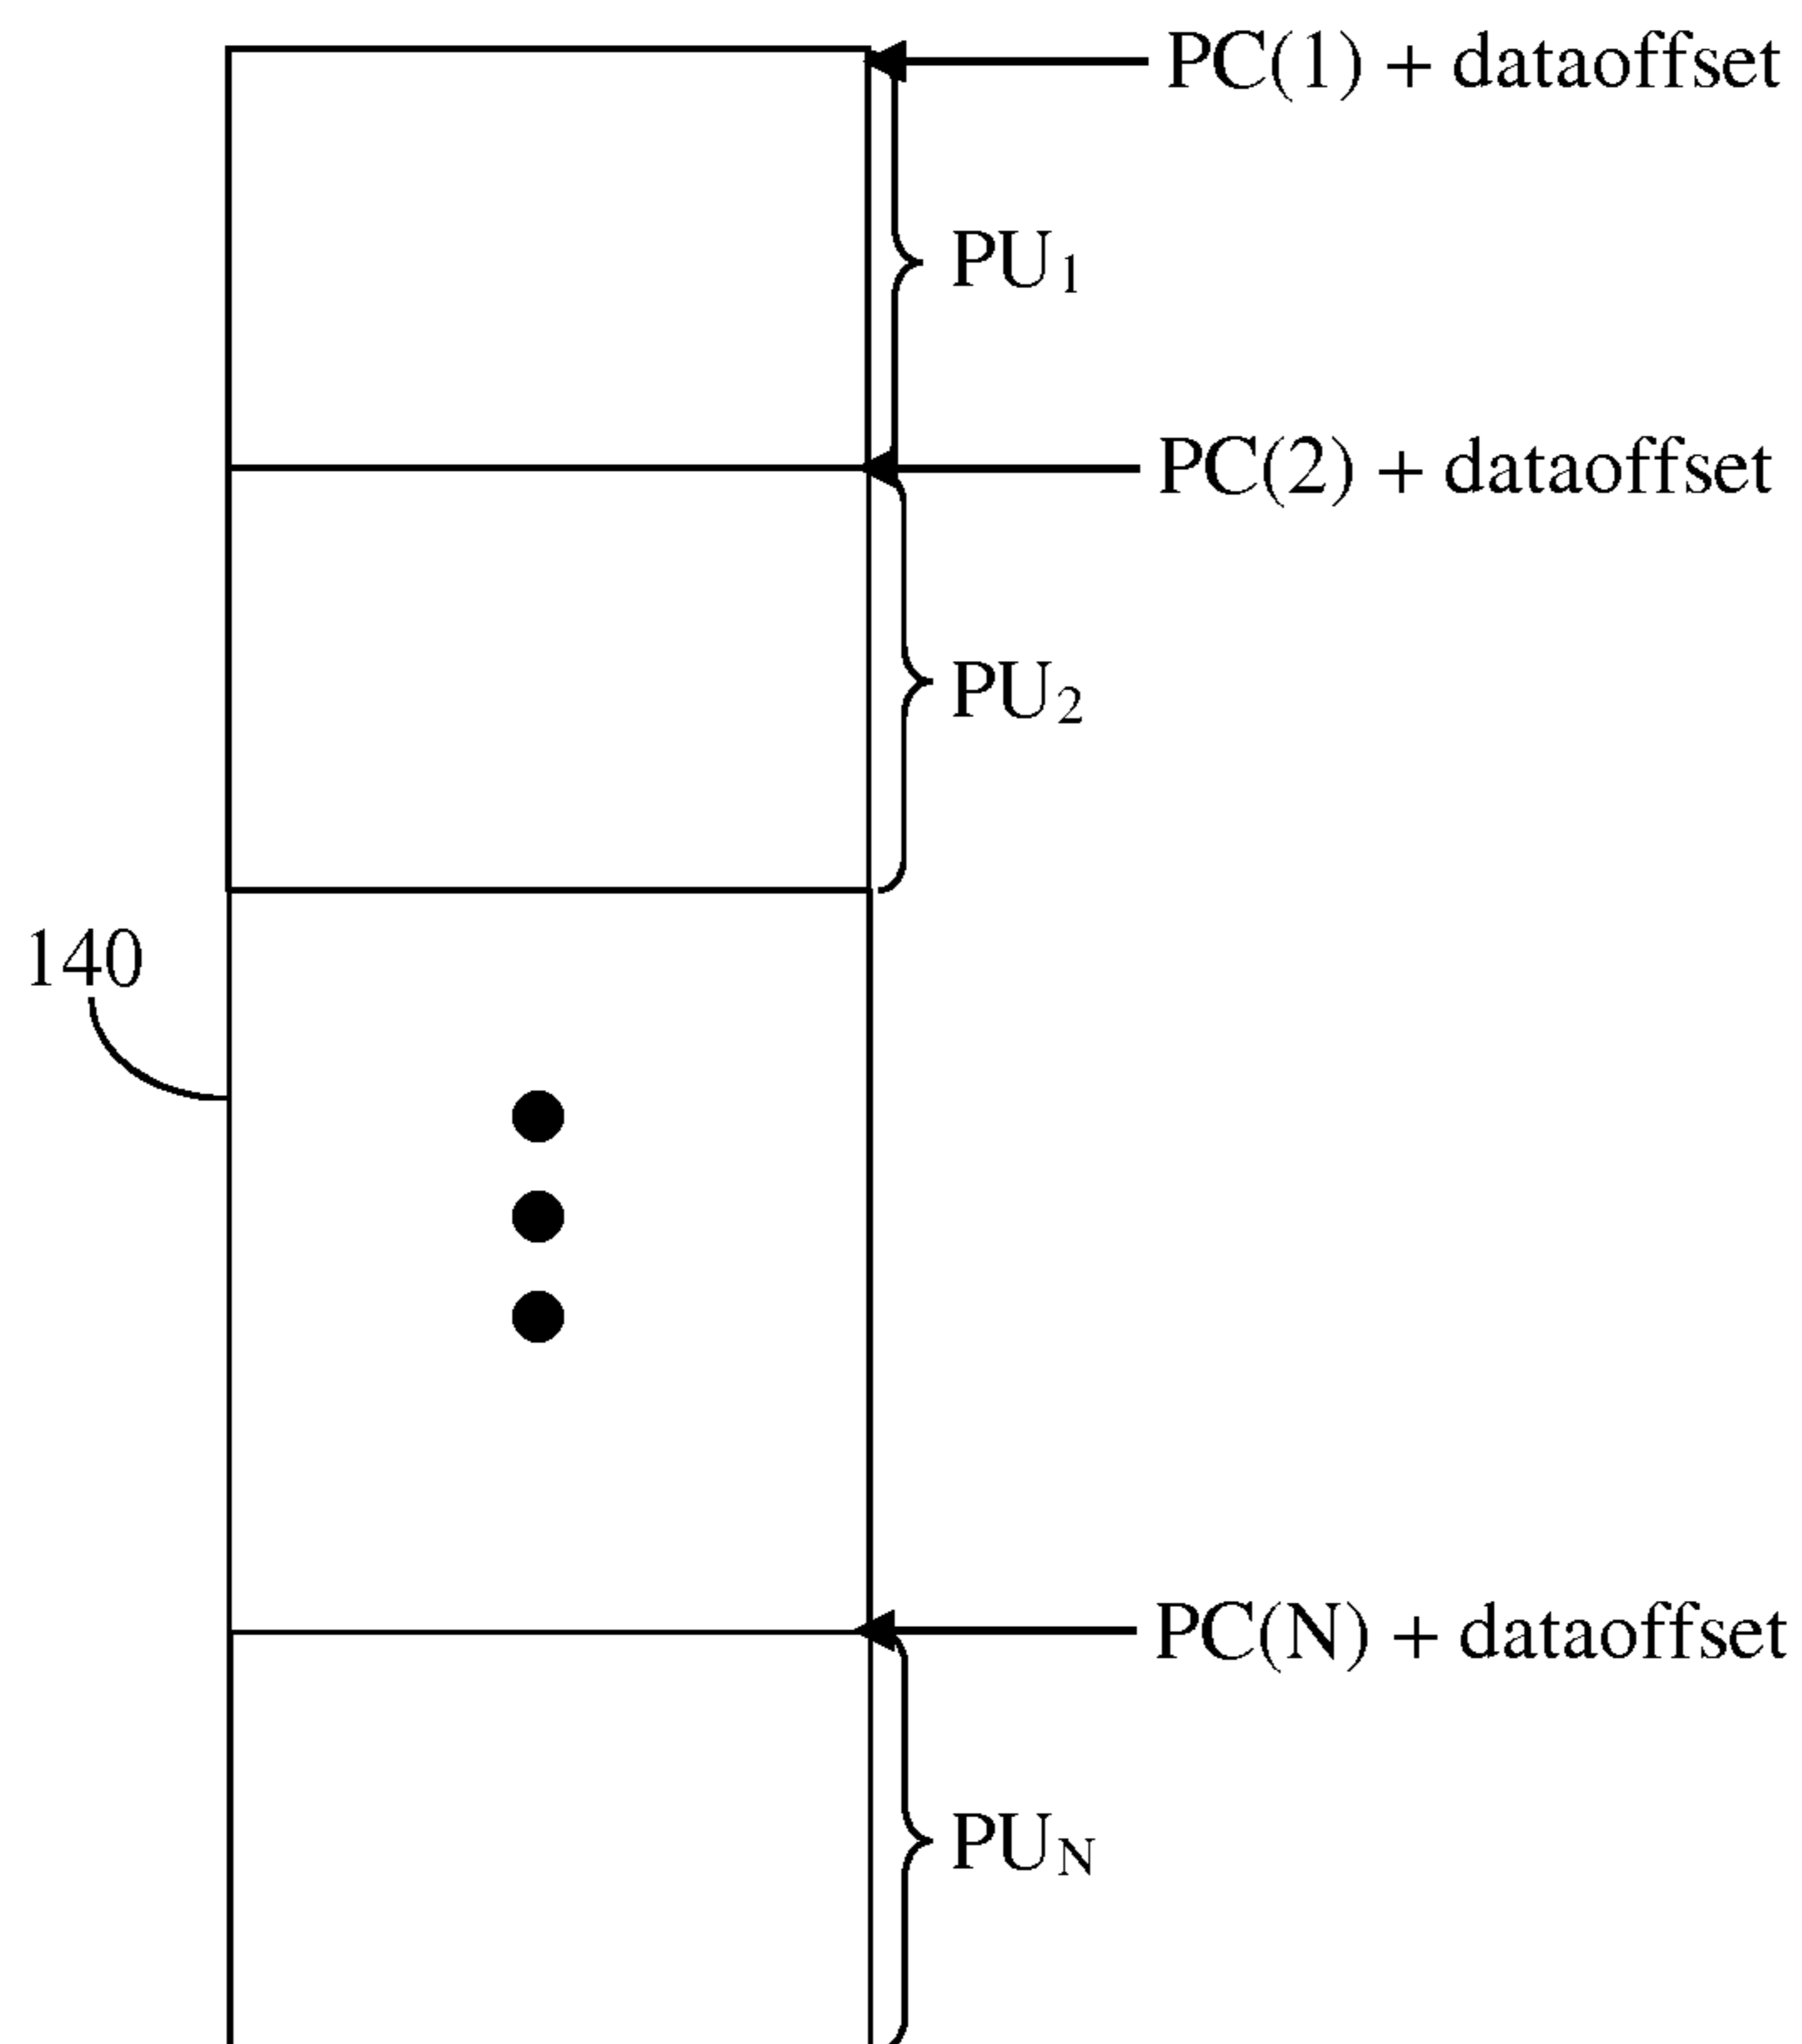 PC(1) + dataoffset
PU1
PC(2) + dataoffset
PU2
140
PC(N) + dataoffset
PUN